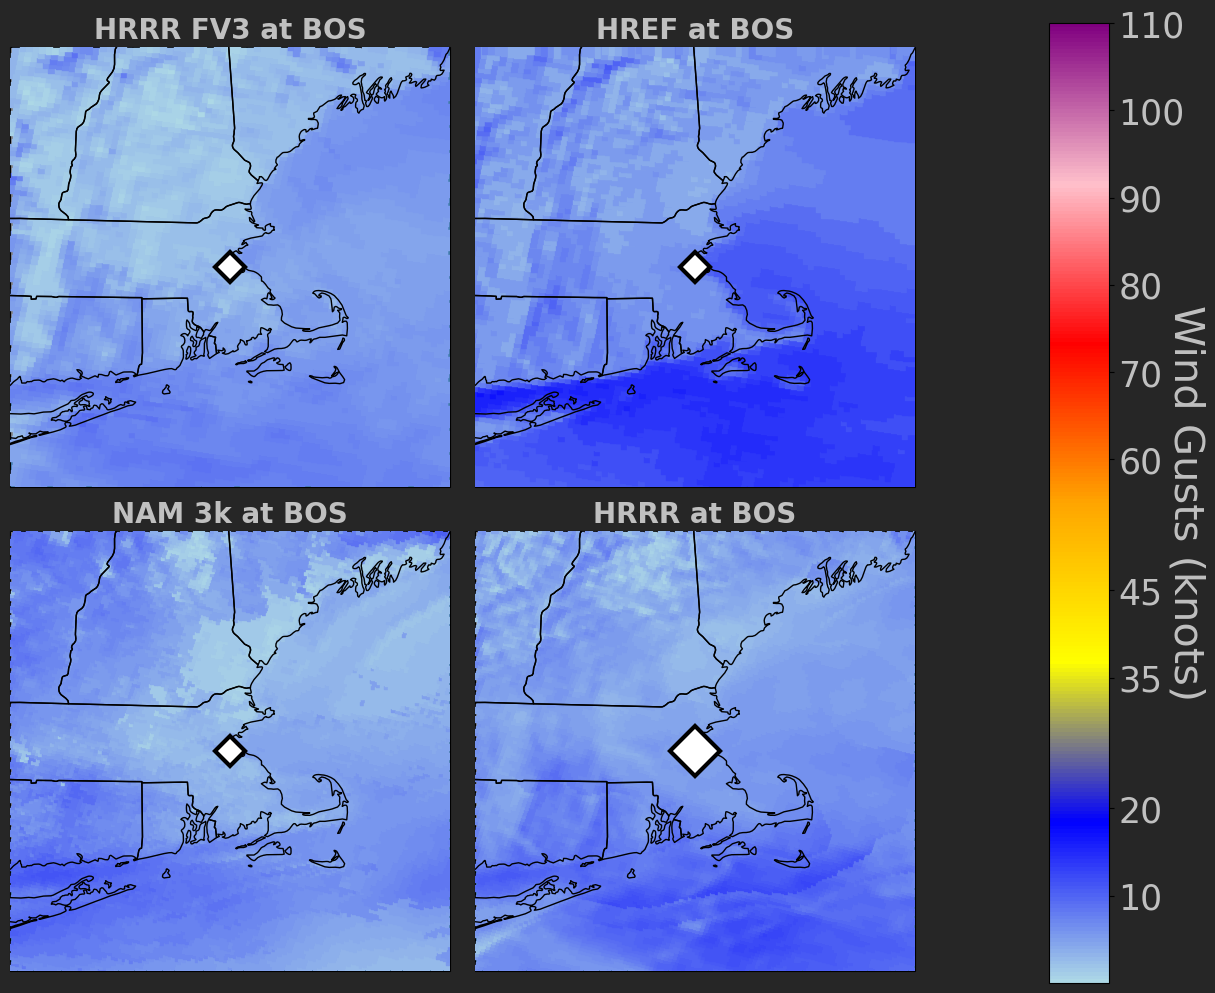 HRRR FV3 at BOS
HREF at BOS
NAM 3k at BOS
HRRR at BOS
110
100
90
80
70
60
45
35
20
10
Wind Gusts (knots)